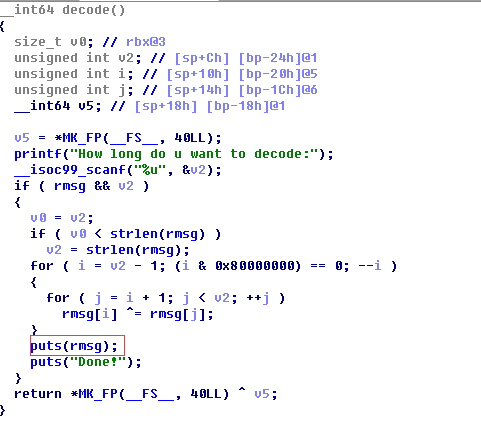 __int64 decode()
{
  size_t v0; // rbx@3
  unsigned int v2; // [sp+Ch] [bp-24h]@1
  unsigned int i; // [sp+10h] [bp-20h]@5
  unsigned int j; // [sp+14h] [bp-1Ch]@6
  __int64 v5; // [sp+18h] [bp-18h]@1

  v5 = *MK_FP(__FS__, 40LL);
  printf("How long do u want to decode:");
  __isoc99_scanf("%u", &v2);
  if ( rmsg && v2 )
  {
    v0 = v2;
    if ( v0 < strlen(rmsg) )
      v2 = strlen(rmsg);
    for ( i = v2 - 1; (i & 0x80000000) == 0; --i )
    {
      for ( j = i + 1; j < v2; ++j )
        rmsg[i] ^= rmsg[j];
    }
    puts(rmsg);
    puts("Done!");
  }
  return *MK_FP(__FS__, 40LL) ^ v5;
}